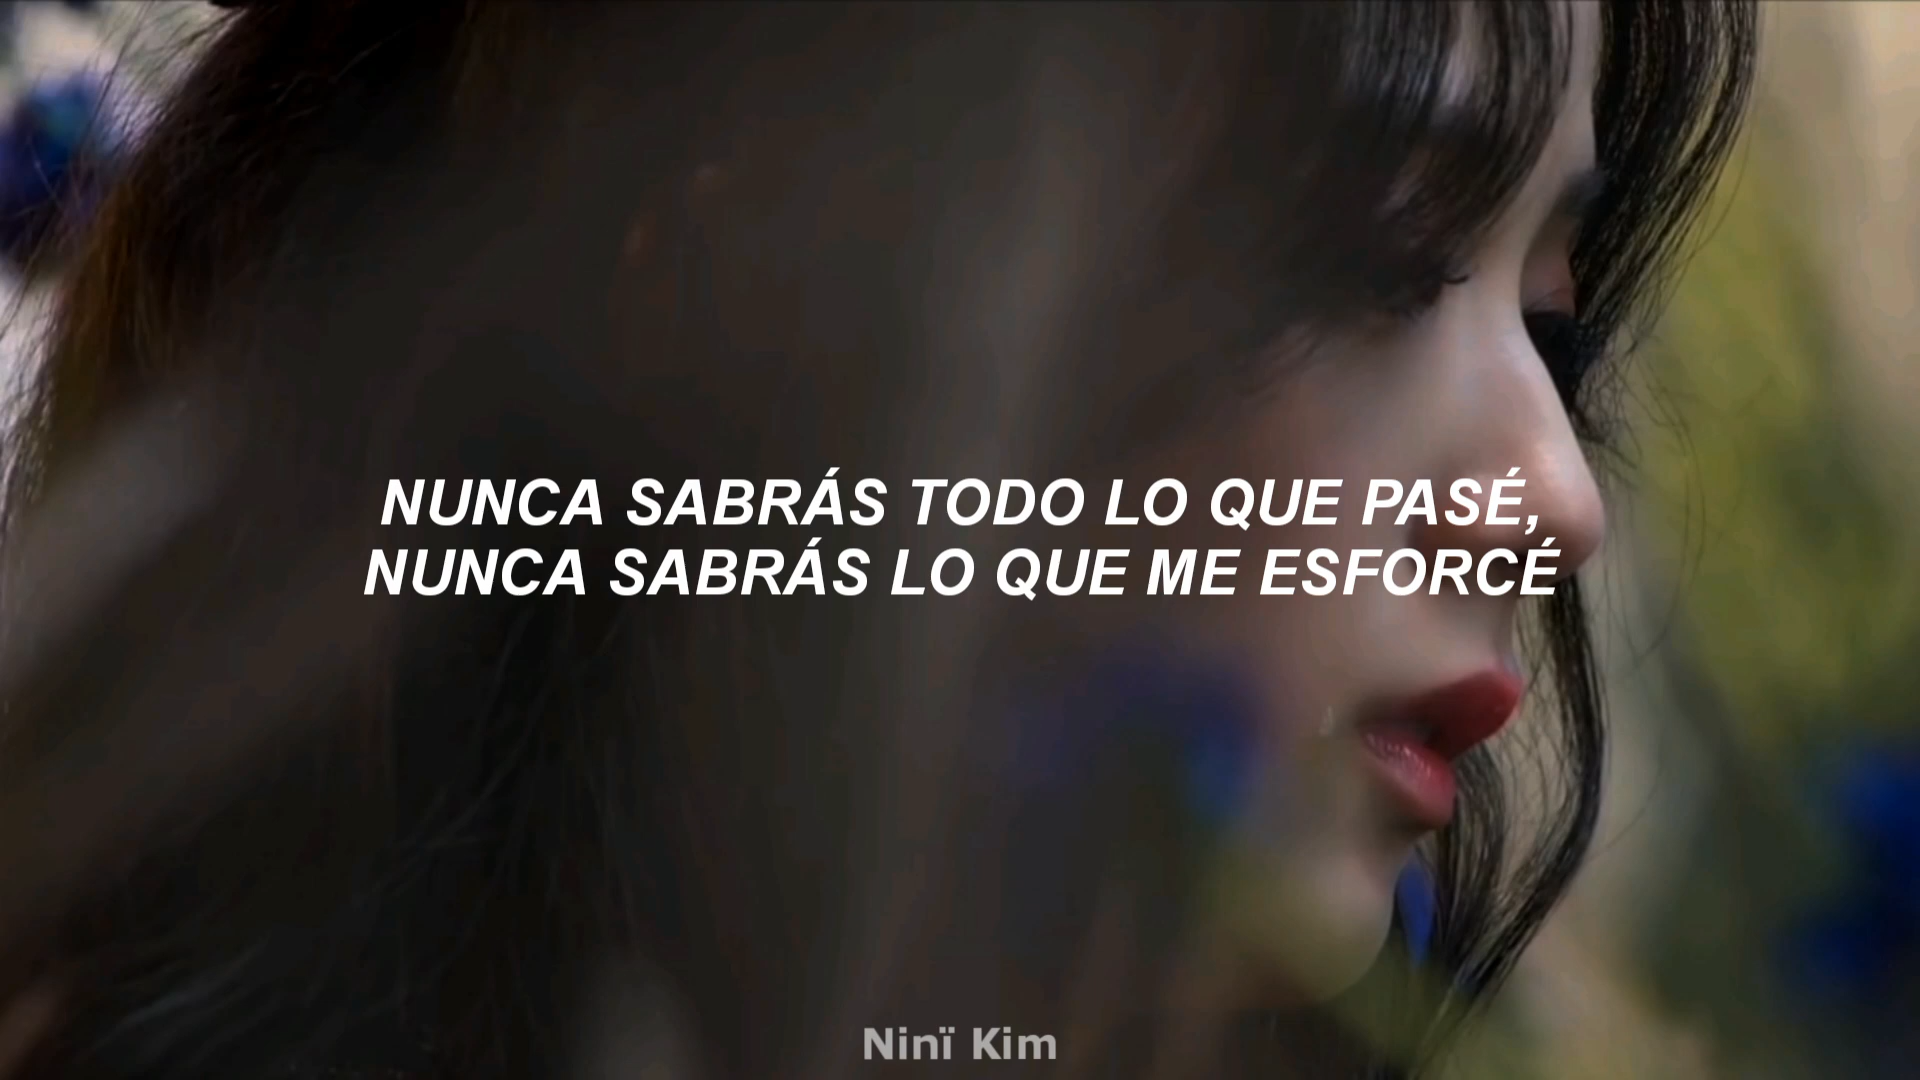 NUNCA SABRÁS TODO LO QUE PASÉ,
NUNCA SABRÁS LO QUE ME ESFORCÉ
Ninï Kim